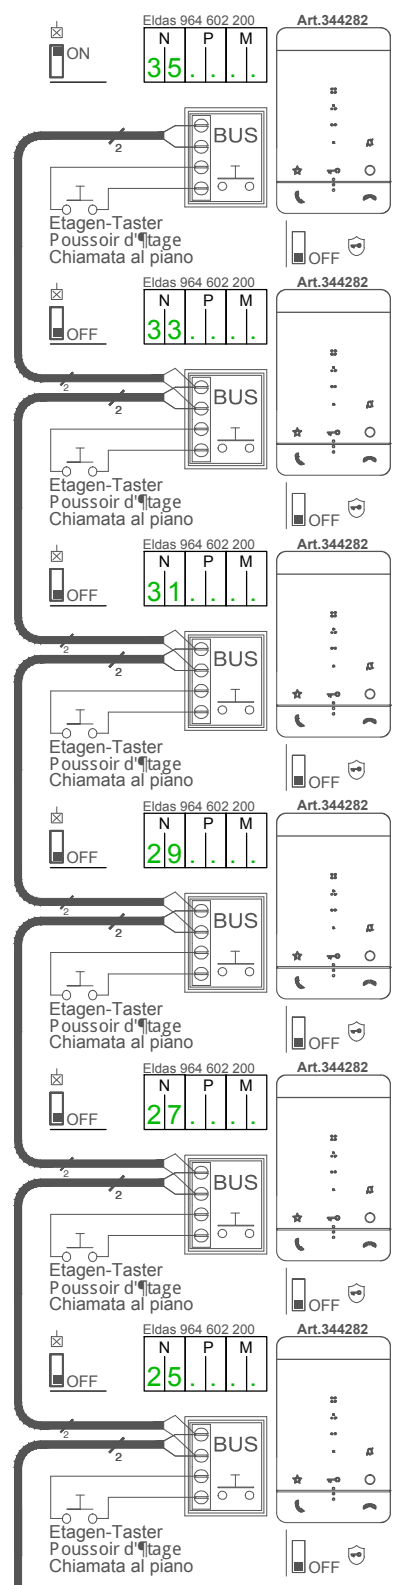 Eldas 964 602 200 Art.344282
ON
N P M
35. . . .
BUS
2
Etagen-Taster
Poussoir d'¶tage
Chiamata al piano
OFF
Eldas 964 602 200 Art.344282
OFF
N P M
33. . . .
BUS
2
2
Etagen-Taster
Poussoir d'¶tage
Chiamata al piano
OFF
Eldas 964 602 200 Art.344282
OFF
N P M
31. . . .
BUS
2
2
Etagen-Taster
Poussoir d'¶tage
Chiamata al piano
OFF
Eldas 964 602 200 Art.344282
OFF
N P M
29. . . .
BUS
2
2
Etagen-Taster
Poussoir d'¶tage
Chiamata al piano
OFF
Eldas 964 602 200 Art.344282
OFF
N P M
27. . . .
BUS
2
2
Etagen-Taster
Poussoir d'¶tage
Chiamata al piano
OFF
Eldas 964 602 200 Art.344282
OFF
N P M
25. . . .
BUS
2
2
Etagen-Taster
Poussoir d'¶tage
Chiamata al piano
OFF